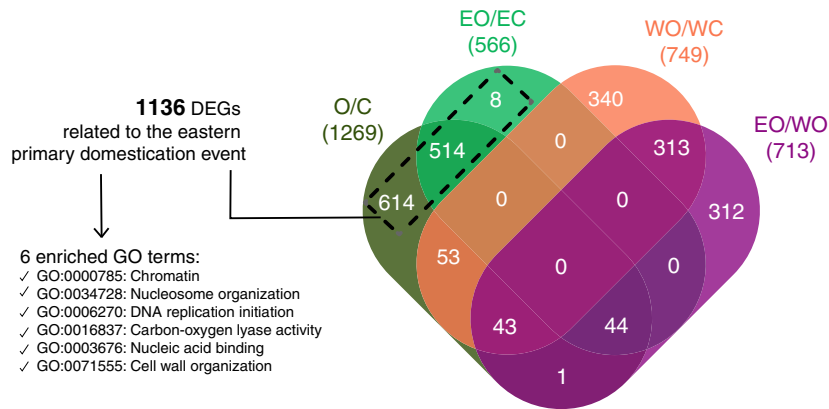 EO/EC
(566)
WO/WC
(749)
O/C
(1269)
EO/WO
(713)
1136 DEGs
related to the eastern
primary domestication event
8
340
0
514
313
614
0
0
312
53
0
0
43
44
1
6 enriched GO terms:
✓ GO:0000785: Chromatin
✓ GO:0034728: Nucleosome organization
✓ GO:0006270: DNA replication initiation
✓ GO:0016837: Carbon-oxygen lyase activity
✓ GO:0003676: Nucleic acid binding
✓ GO:0071555: Cell wall organization